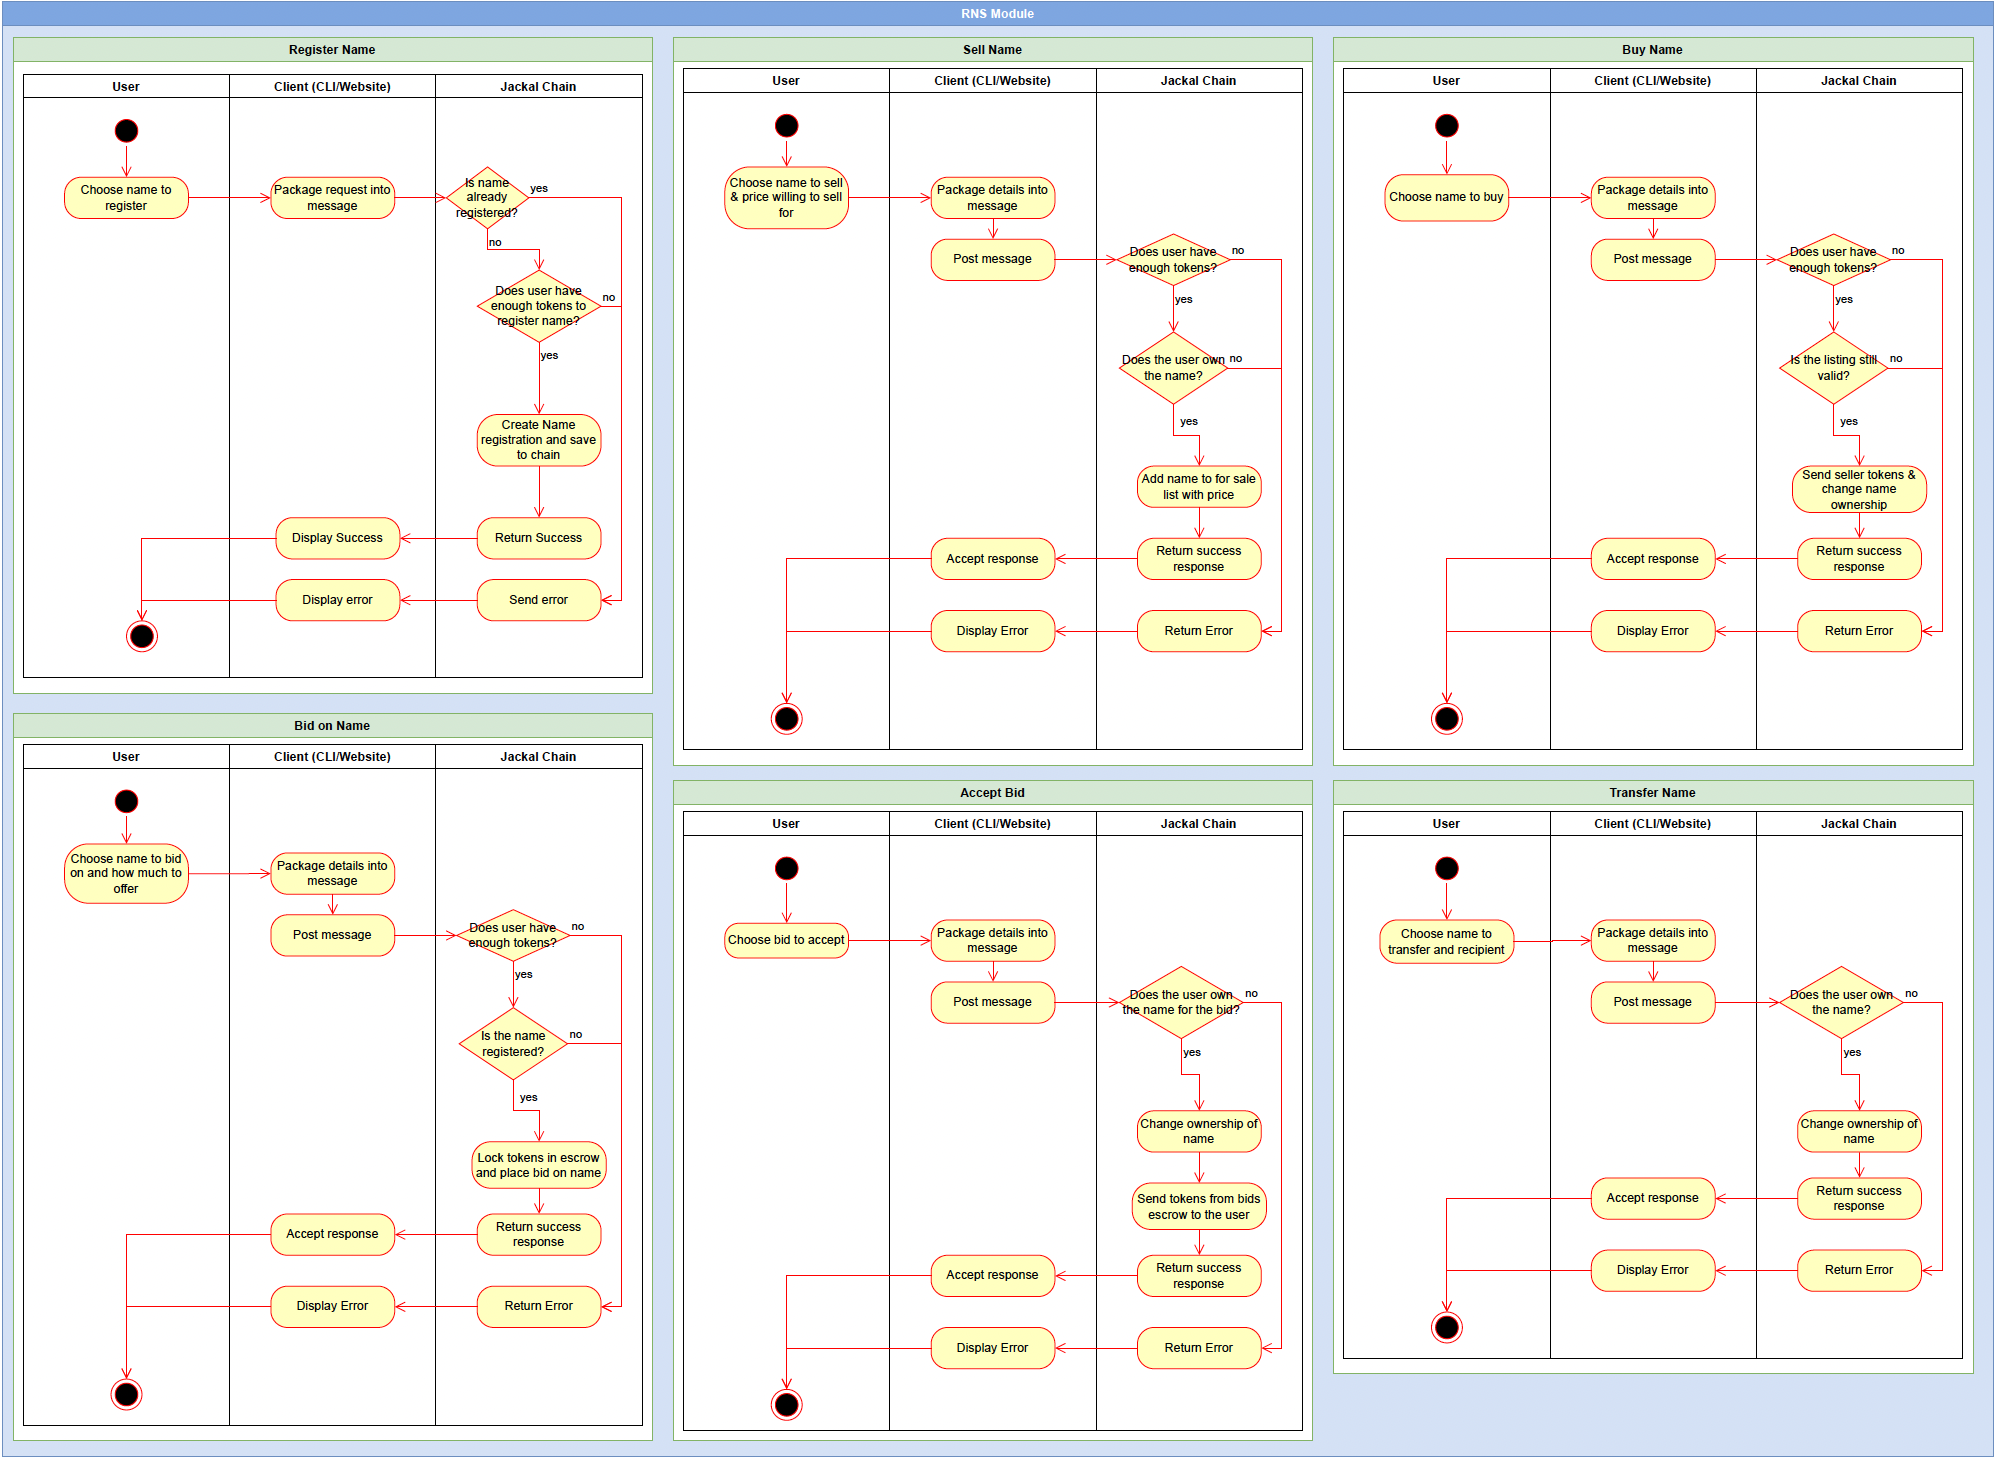 RNS Module
Register Name
User
Client (CLI/Website)
Jackal Chain
Choose name to
register
Package request into
message
Is name
already
registered?
yes
no
Does user have
enough tokens to
register name?
no
yes
Create Name
registration and save
to chain
Display Success
Return Success
Display error
Send error
Sell Name
User
Client (CLI/Website)
Jackal Chain
Choose name to sell
& price willing to sell
for
Package details into
message
Post message
Does user have
enough tokens?
no
yes
Does the user own
the name?
no
yes
Add name to for sale
list with price
Accept response
Return success
response
Display Error
Return Error
Buy Name
User
Client (CLI/Website)
Jackal Chain
Choose name to buy
Package details into
message
Post message
Does user have
enough tokens?
no
yes
Is the listing still
valid?
no
yes
Send seller tokens &
change name
ownership
Accept response
Return success
response
Display Error
Return Error
Bid on Name
User
Client (CLI/Website)
Jackal Chain
Choose name to bid
on and how much to
offer
Package details into
message
Post message
Does user have
enough tokens?
no
yes
Is the name
registered?
no
yes
Lock tokens in escrow
and place bid on name
Accept response
Return success
response
Display Error
Return Error
Accept Bid
User
Client (CLI/Website)
Jackal Chain
Choose bid to accept
Package details into
message
Post message
Does the user own
the name for the bid?
no
yes
Change ownership of
name
Send tokens from bids
escrow to the user
Accept response
Return success
response
Display Error
Return Error
Transfer Name
User
Client (CLI/Website)
Jackal Chain
Choose name to
transfer and recipient
Package details into
message
Post message
Does the user own
the name?
no
yes
Change ownership of
name
Accept response
Return success
response
Display Error
Return Error